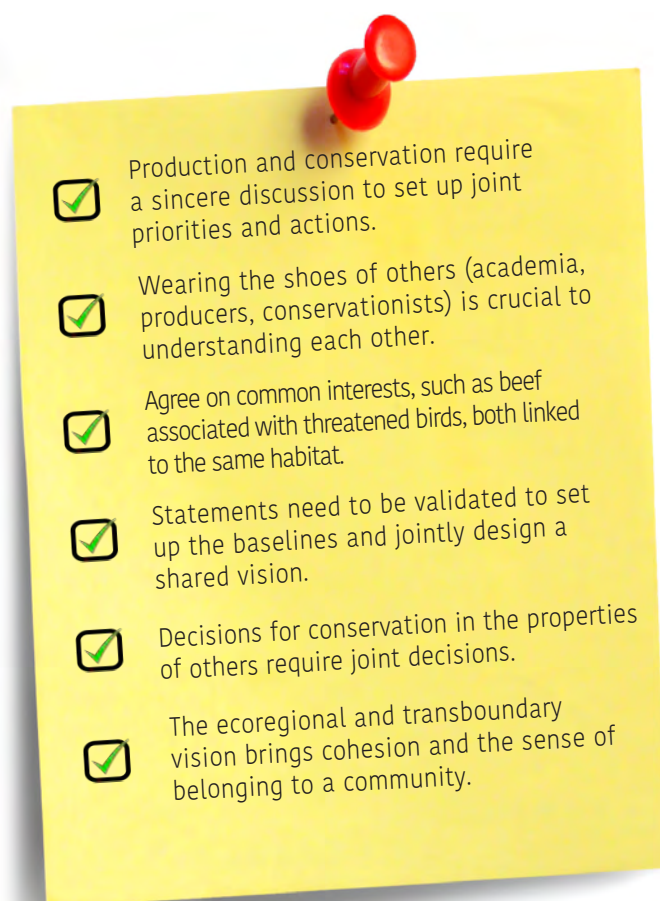 Production and conservation require
a sincere discussion to set up joint
priorities and actions.
Wearing the shoes of others (academia,
producers, conservationists) is crucial to
understanding each other.
Agree on common interests, such as beef
associated with threatened birds, both linked
to the same habitat.
Statements need to be validated to set
up the baselines and jointly design a
shared vision.
Decisions for conservation in the properties
of others require joint decisions.
The ecoregional and transboundary
vision brings cohesion and the sense of
belonging to a community.